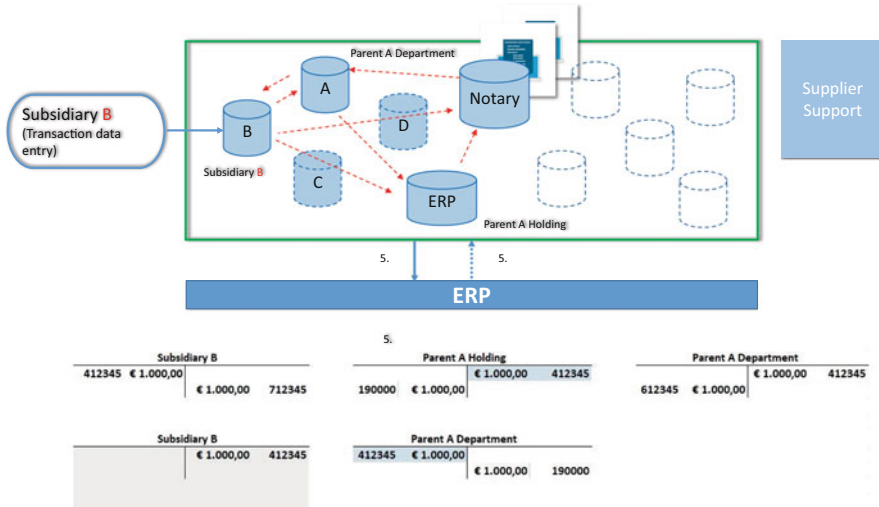 Parent A Department
Supplier
Support
A
Notary
Subsidiary B
(Transaction data
entry)
B
D
C
Subsidiary B
ERP
Parent A Holding
5.
5.
ERP
5.
Subsidiary B
412345 € 1.000,00
€ 1.000,00 712345
Parent A Holding
€ 1.000,00 412345
190000 € 1.000,00
Parent A Department
€ 1.000,00 412345
612345 € 1.000,00
Subsidiary B
€ 1.000,00 412345
Parent A Department
412345 € 1.000,00
€ 1.000,00 190000